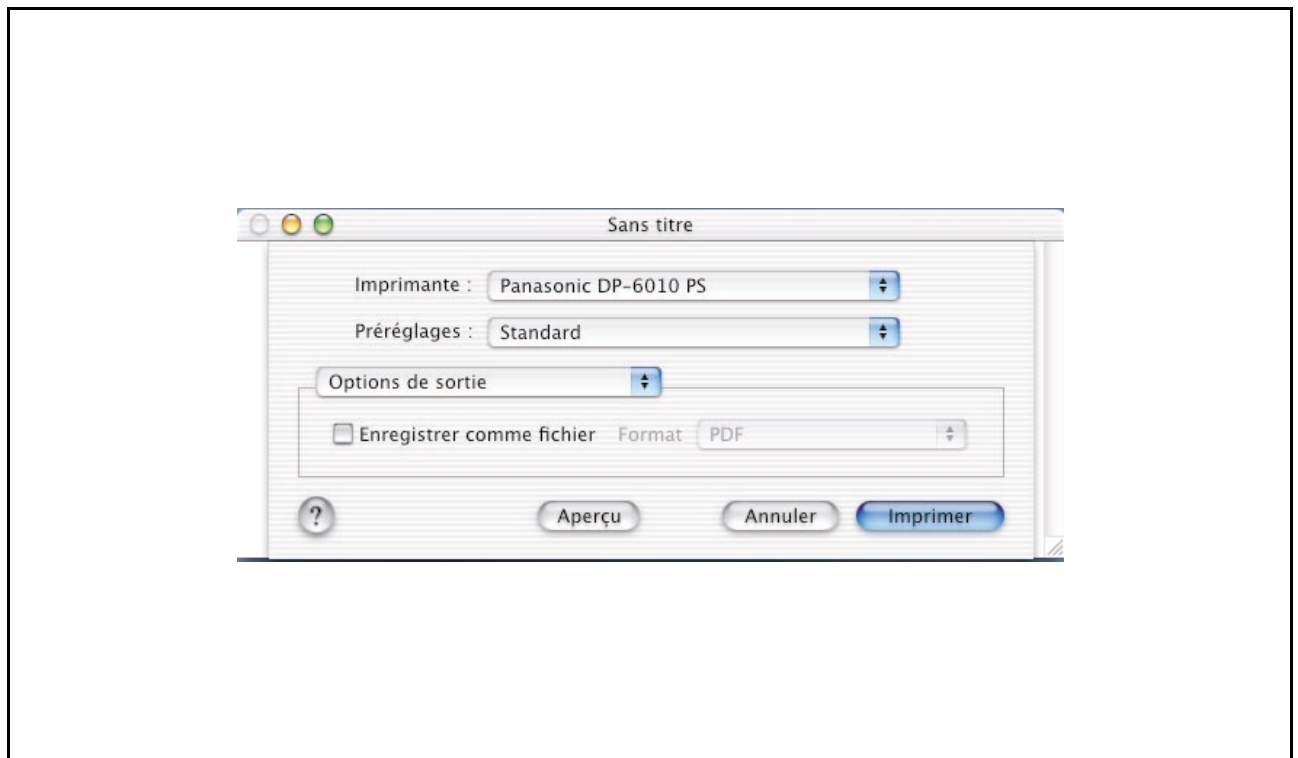 Sans titre
Imprimante : Panasonic DP-6010 PS
Préréglages : Standard
Options de sortie
Enregistrer comme fichier Format PDF
? Aperçu Annuler Imprimer